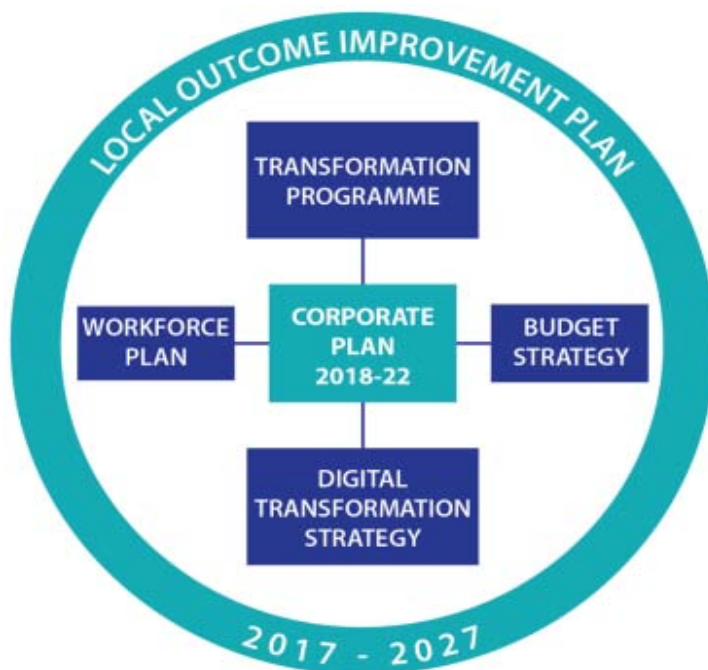 LOCAL OUTCOME IMPROVEMENT PLAN
TRANSFORMATION
PROGRAMME
WORKFORCE
PLAN
CORPORATE
PLAN
2018-22
BUDGET
STRATEGY
DIGITAL
TRANSFORMATION
STRATEGY
2017 - 2027